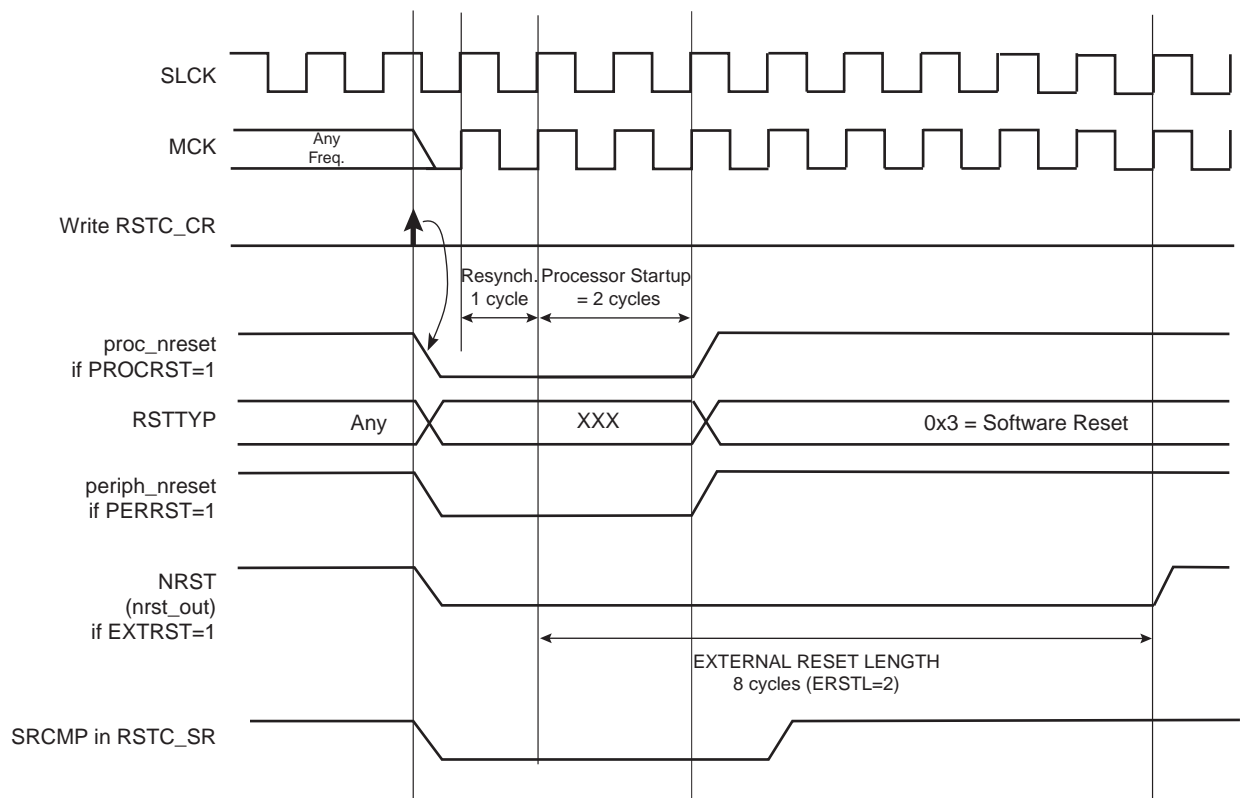 SLCK
MCK
Any
Freq.
Write RSTC_CR
Resynch.
1 cycle
Processor Startup
= 2 cycles
proc_nreset
if PROCRST=1
RSTTYP
Any
XXX
0x3 = Software Reset
periph_nreset
if PERRST=1
NRST
(nrst_out)
if EXTRST=1
EXTERNAL RESET LENGTH
8 cycles (ERSTL=2)
SRCMP in RSTC_SR